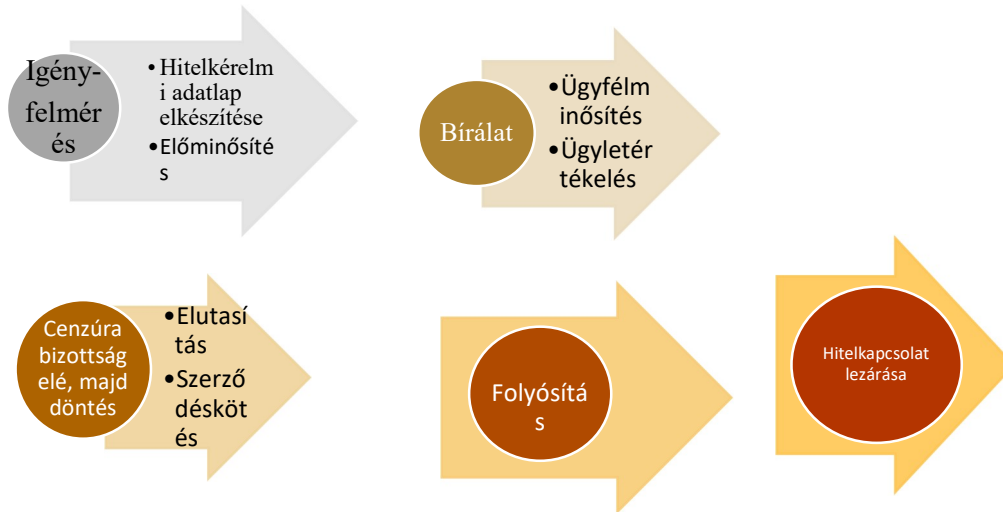 Igény-
felmér
és
•Hitelkérelm
i adatlap
elkészítése
•Előminősíté
s
Bírálat
•Ügyfélm
inősítés
•Ügyletér
tékelés
Cenzúra
bizottság
elé, majd
döntés
•Elutasí
tás
•Szerző
désköt
és
Folyósítá
s
Hitelkapcsolat
lezárása